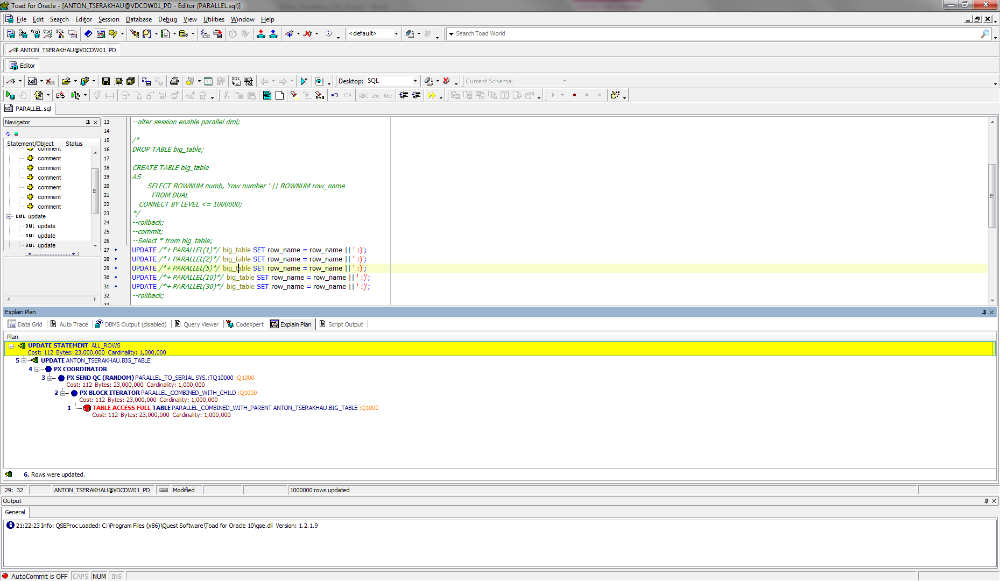 Toad for Oracle - [ANTON_TSERAKHAU@VDCDW01_PD - Editor (PARALLEL.sql)]
File Edit Search Editor Session Database Debug View Utilities Window Help
<default> Search Toad World
ANTON_TSERAKHAU@VDCDW01_PD
Editor
Desktop: SQL Current Schema:
PARALLEL.sql
Navigator
Statement/Object Status
comment
comment
comment
comment
comment
comment
comment
DML update
DML update
DML update
DML update
13 --alter session enable parallel dml;
14
15 /*
16 DROP TABLE big_table;
17
18 CREATE TABLE big_table
19 AS
20 SELECT ROWNUM numb, 'row number ' || ROWNUM row_name
21 FROM DUAL
22 CONNECT BY LEVEL <= 1000000;
23 */
24 --rollback;
25 --commit;
26 --Select * from big_table;
27 UPDATE /*+ PARALLEL(1)*/ big_table SET row_name = row_name || ' :)';
28 UPDATE /*+ PARALLEL(2)*/ big_table SET row_name = row_name || ' :)';
29 UPDATE /*+ PARALLEL(5)*/ big_table SET row_name = row_name || ' :)';
30 UPDATE /*+ PARALLEL(10)*/ big_table SET row_name = row_name || ' :)';
31 UPDATE /*+ PARALLEL(30)*/ big_table SET row_name = row_name || ' :)';
32 --rollback;
33
Explain Plan
Data Grid Auto Trace DBMS Output (disabled) Query Viewer CodeXpert Explain Plan Script Output
Plan
UPDATE STATEMENT ALL_ROWS
Cost: 112 Bytes: 23,000,000 Cardinality: 1,000,000
5 UPDATE ANTON_TSERAKHAU.BIG_TABLE
4 PX COORDINATOR
3 PX SEND QC (RANDOM) PARALLEL_TO_SERIAL SYS.:TQ10000 :Q1000
Cost: 112 Bytes: 23,000,000 Cardinality: 1,000,000
2 PX BLOCK ITERATOR PARALLEL_COMBINED_WITH_CHILD :Q1000
Cost: 112 Bytes: 23,000,000 Cardinality: 1,000,000
1 TABLE ACCESS FULL TABLE PARALLEL_COMBINED_WITH_PARENT ANTON_TSERAKHAU.BIG_TABLE :Q1000
Cost: 112 Bytes: 23,000,000 Cardinality: 1,000,000
6. Rows were updated.
29: 32 ANTON_TSERAKHAU@VDCDW01_PD Modified 1000000 rows updated
Output
General
21:22:23 Info: QSEProc Loaded: C:\Program Files (x86)\Quest Software\Toad for Oracle 10\qse.dll Version: 1.2.1.9
AutoCommit is OFF CAPS NUM INS